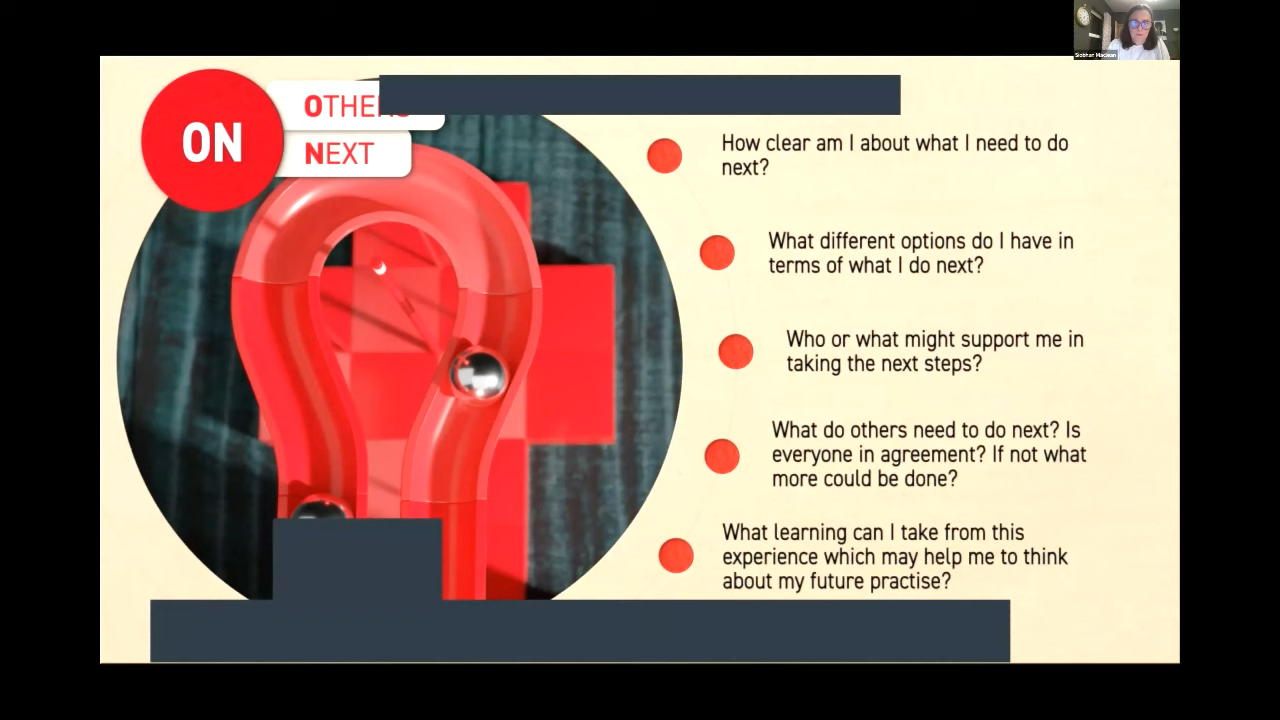 Siobhan Maclean
ON
NEXT
How clear am I about what I need to do
next?
What different options do I have in
terms of what I do next?
Who or what might support me in
taking the next steps?
What do others need to do next? Is
everyone in agreement? If not what
more could be done?
What learning can I take from this
experience which may help me to think
about my future practise?